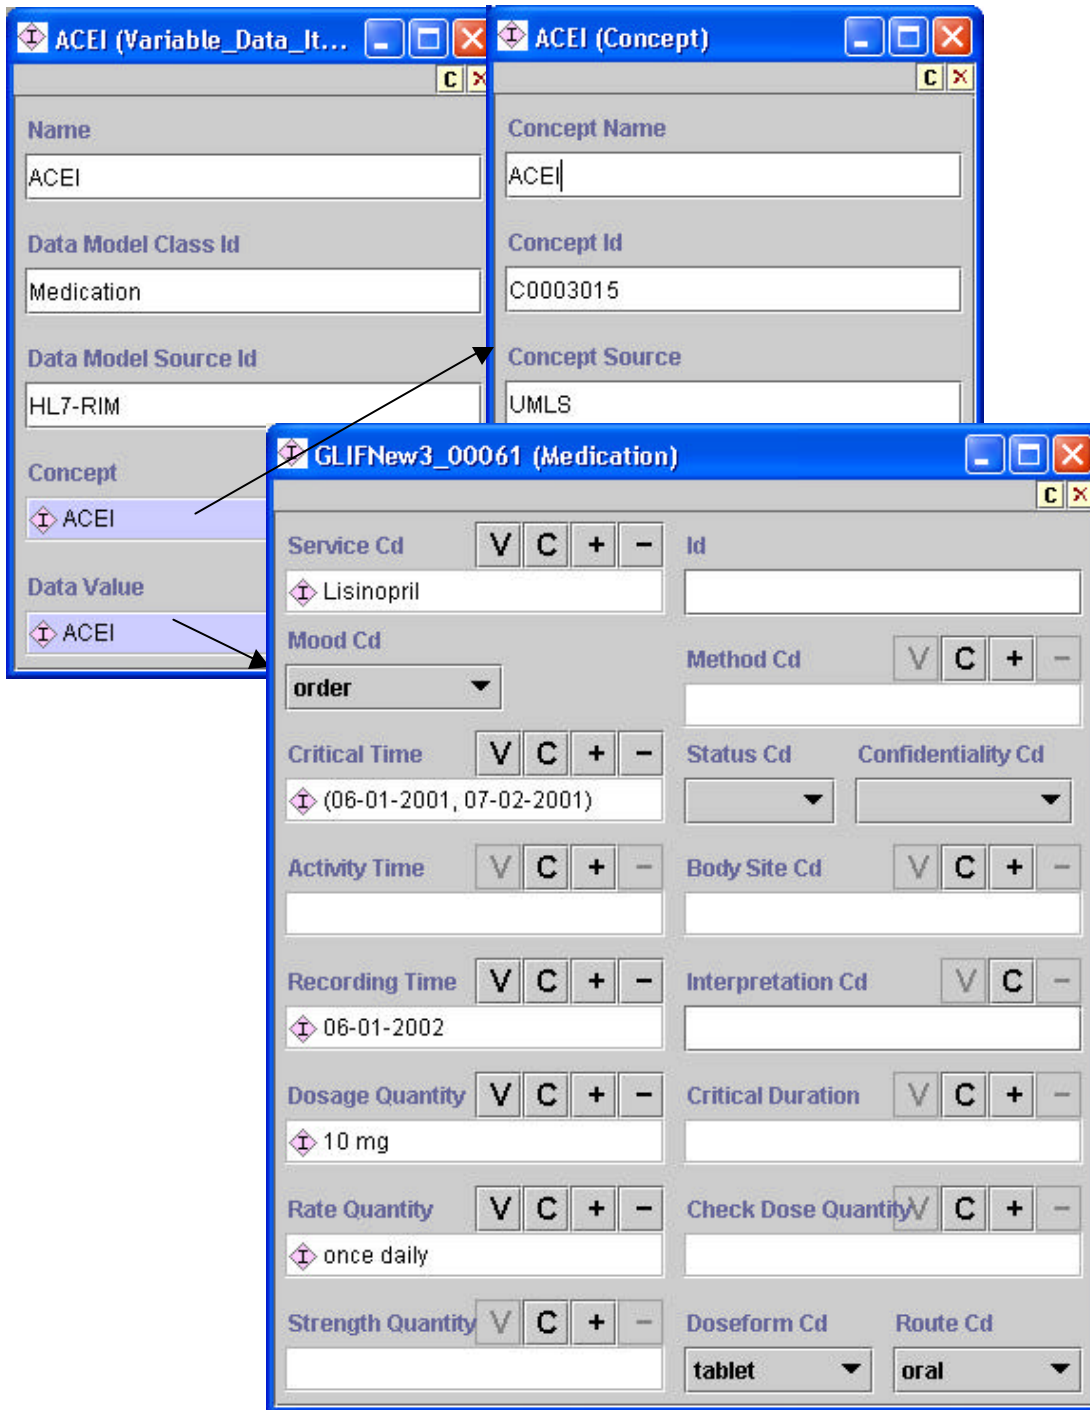 ACEI (Variable_Data_It...
C
Name
ACEI
Data Model Class Id
Medication
Data Model Source Id
HL7-RIM
Concept
I ACEI
Data Value
I ACEI
ACEI (Concept)
C
Concept Name
ACEI
Concept Id
C0003015
Concept Source
UMLS
GLIFNew3_00061 (Medication)
C
Service Cd V C + −
I Lisinopril
Id
Mood Cd
order
Method Cd V C + −
Critical Time V C + −
I (06-01-2001, 07-02-2001)
Status Cd Confidentiality Cd
Activity Time V C + −
Body Site Cd V C + −
Recording Time V C + −
I 06-01-2002
Interpretation Cd V C −
Dosage Quantity V C + −
I 10 mg
Critical Duration V C + −
Rate Quantity V C + −
I once daily
Check Dose Quantity V C + −
Strength Quantity V C + −
Doseform Cd Route Cd
tablet oral